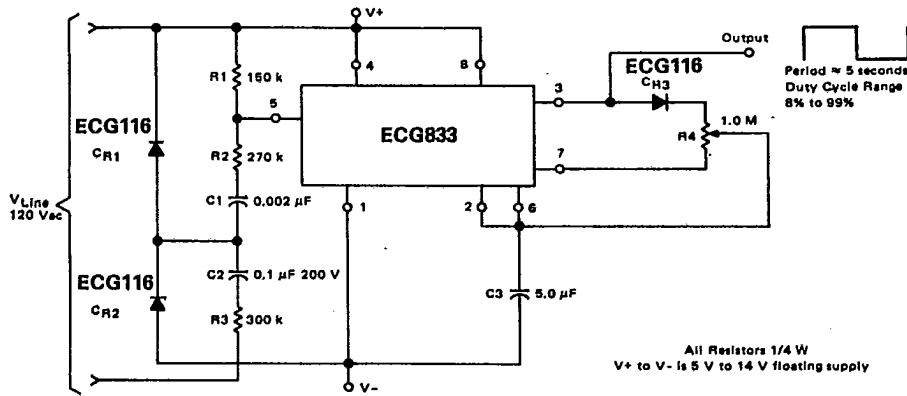 V+
Output
R1
160 k
4
8
3
ECG116
CR3
Period ≈ 5 seconds
Duty Cycle Range
8% to 99%
5
ECG116
CR1
ECG833
1.0 M
R4
R2
270 k
7
VLine
120 Vac
C1
0.002 µF
1
2
6
ECG116
CR2
C2
0.1 µF 200 V
C3
5.0 µF
R3
300 k
All Resistors 1/4 W
V+ to V- is 5 V to 14 V floating supply
V-